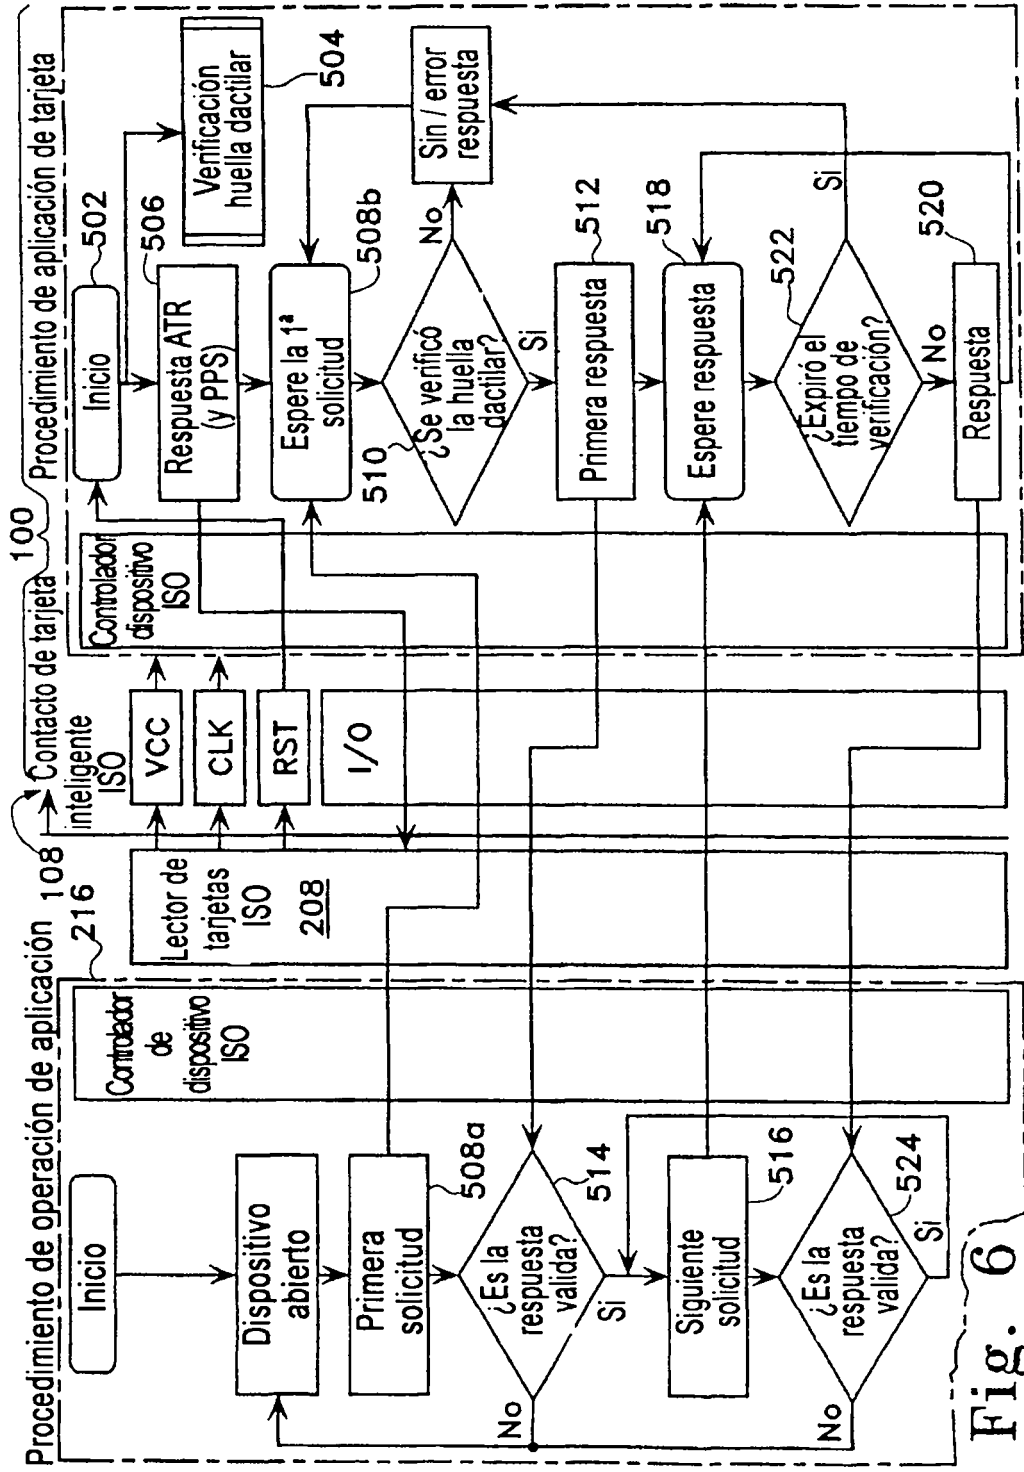 Procedimiento de operación de aplicación
216
Inicio
Dispositivo
abierto
Primera
solicitud
508a
¿Es la
respuesta
valida?
514
No
Si
Siguiente
solicitud
516
¿Es la
respuesta
valida?
524
No
Si
Controlador
de
dispositivo
ISO
Lector de
tarjetas
ISO
208
108
Contacto de tarjeta
inteligente
ISO
VCC
CLK
RST
I/O
100
Procedimiento de aplicación de tarjeta
Controlador
dispositivo
ISO
Inicio
502
Verificación
huella dactilar
504
Respuesta ATR
(y PPS)
506
Espere la 1ª
solicitud
508b
¿Se verificó
la huella
dactilar?
510
No
Si
Sin / error
respuesta
Primera respuesta
512
Espere respuesta
518
¿Expiró el
tiempo de
verificación?
522
Si
No
Respuesta
520
Fig. 6